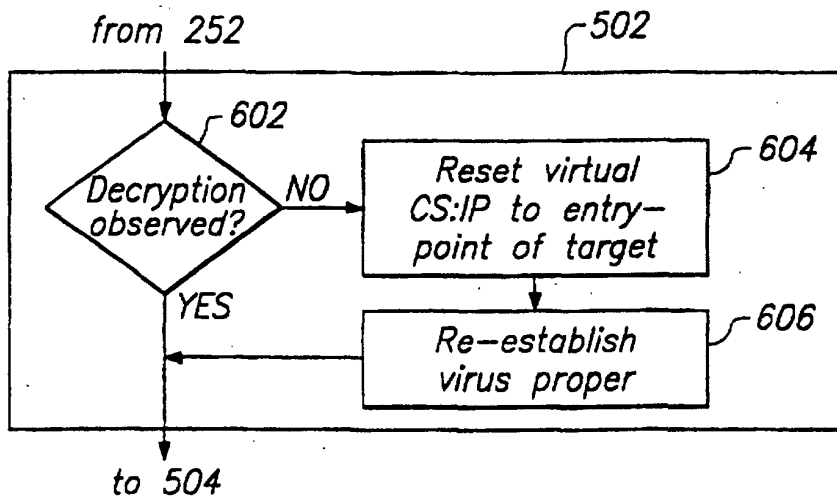 from 252
502
602
Decryption
observed?
NO
YES
Reset virtual
CS:IP to entry-
point of target
604
Re-establish
virus proper
606
to 504